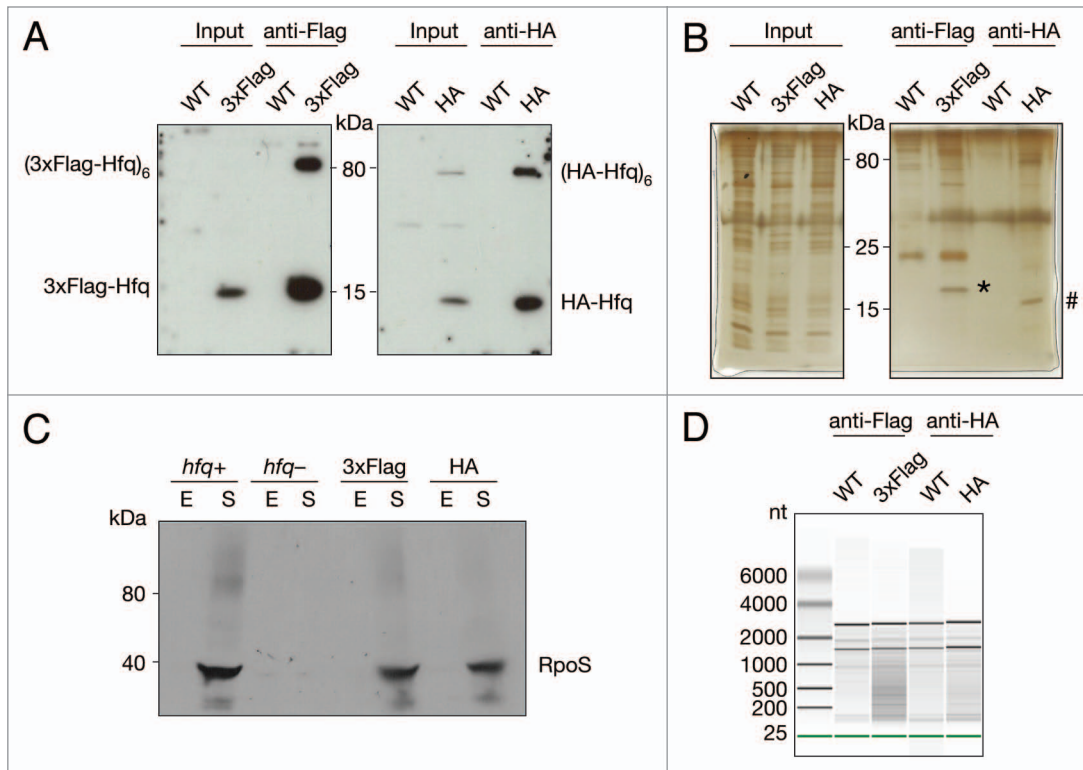 A
Input anti-Flag Input anti-HA
WT 3xFlag WT 3xFlag WT HA WT HA
kDa
(3xFlag-Hfq)6 80 (HA-Hfq)6
3xFlag-Hfq 15 HA-Hfq
B
Input anti-Flag anti-HA
WT 3xFlag HA WT 3xFlag WT HA
kDa
80
25
*
15 #
C
hfq+ hfq– 3xFlag HA
E S E S E S E S
kDa
80
40 RpoS
D
anti-Flag anti-HA
WT 3xFlag WT HA
nt
6000
4000
2000
1000
500
200
25